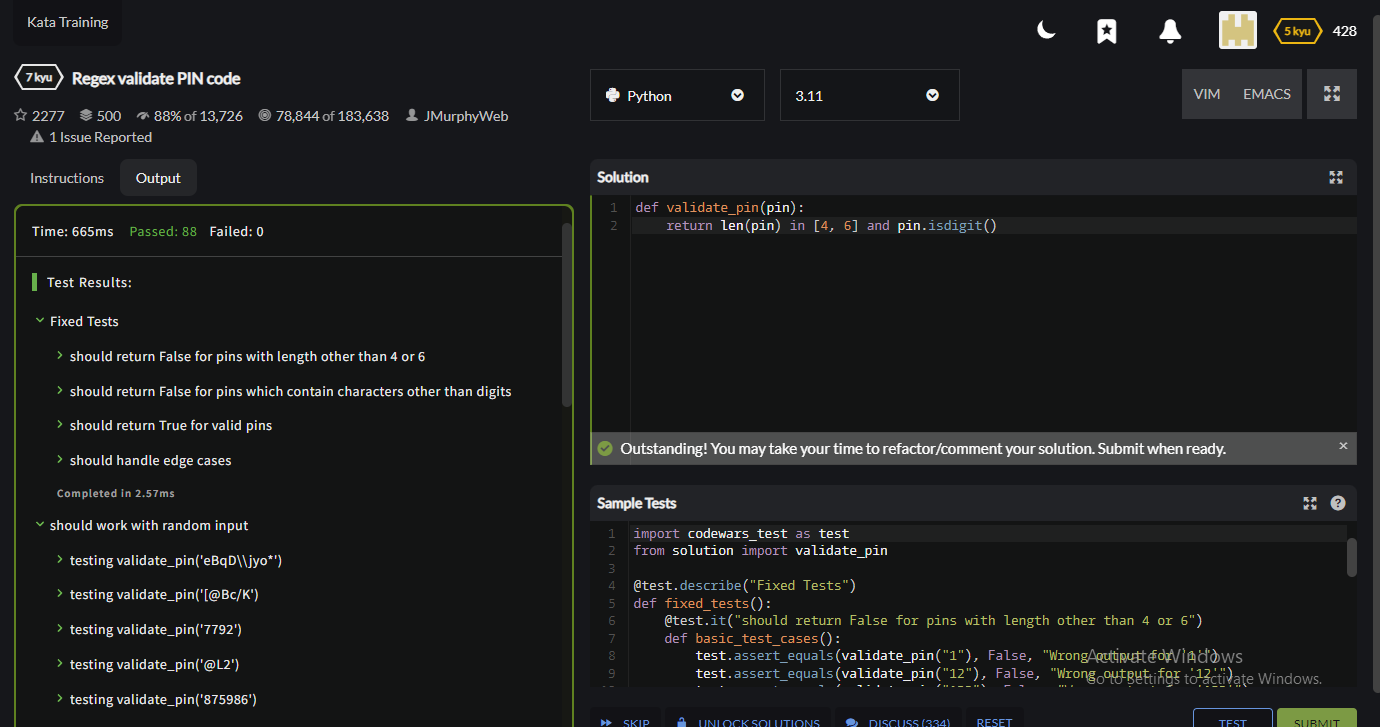 Kata Training
5 kyu 428
7 kyu Regex validate PIN code
2277 500 88% of 13,726 78,844 of 183,638 JMurphyWeb
1 Issue Reported
Instructions Output
Time: 665ms Passed: 88 Failed: 0
Test Results:
Fixed Tests
should return False for pins with length other than 4 or 6
should return False for pins which contain characters other than digits
should return True for valid pins
should handle edge cases
Completed in 2.57ms
should work with random input
testing validate_pin('eBqD\\jyo*')
testing validate_pin('[@Bc/K')
testing validate_pin('7792')
testing validate_pin('@L2')
testing validate_pin('875986')
Python 3.11 VIM EMACS
Solution
1 def validate_pin(pin):
2 return len(pin) in [4, 6] and pin.isdigit()
Outstanding! You may take your time to refactor/comment your solution. Submit when ready. ×
Sample Tests ?
1 import codewars_test as test
2 from solution import validate_pin
3
4 @test.describe("Fixed Tests")
5 def fixed_tests():
6 @test.it("should return False for pins with length other than 4 or 6")
7 def basic_test_cases():
8 test.assert_equals(validate_pin("1"), False, "Wrong output for '1'")
9 test.assert_equals(validate_pin("12"), False, "Wrong output for '12'")
Activate Windows
Go to Settings to activate Windows.
SKIP UNLOCK SOLUTIONS DISCUSS (334) RESET TEST SUBMIT